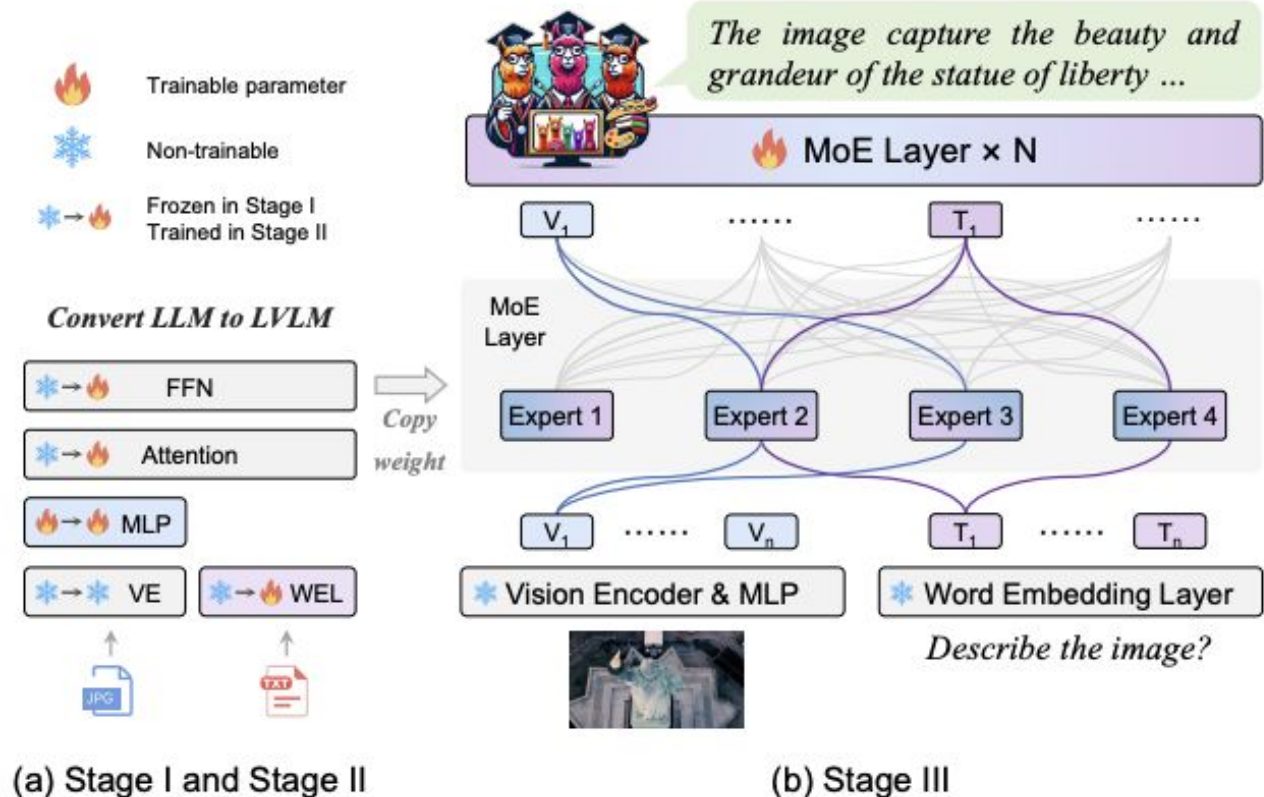 The image capture the beauty and
grandeur of the statue of liberty ...
Trainable parameter
Non-trainable
Frozen in Stage I
Trained in Stage II
MoE Layer × N
V1
......
T1
......
Convert LLM to LVLM
MoE
Layer
FFN
Attention
MLP
VE
WEL
JPG
TXT
Copy
weight
Expert 1
Expert 2
Expert 3
Expert 4
V1
......
Vn
T1
......
Tn
Vision Encoder & MLP
Word Embedding Layer
Describe the image?
(a) Stage I and Stage II
(b) Stage III